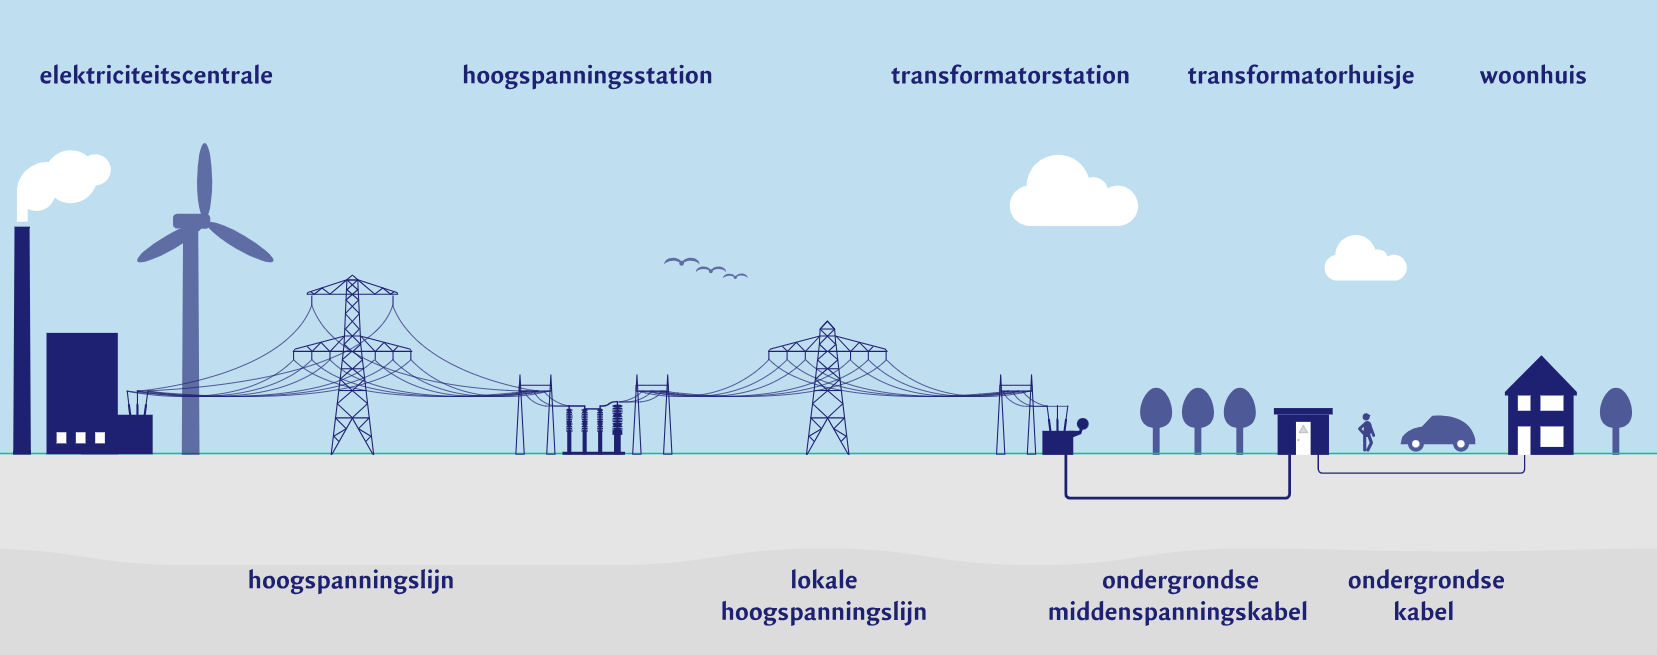 elektriciteitscentrale
hoogspanningsstation
transformatorstation
transformatorhuisje
woonhuis
hoogspanningslijn
lokale
hoogspanningslijn
ondergrondse
middenspanningskabel
ondergrondse
kabel